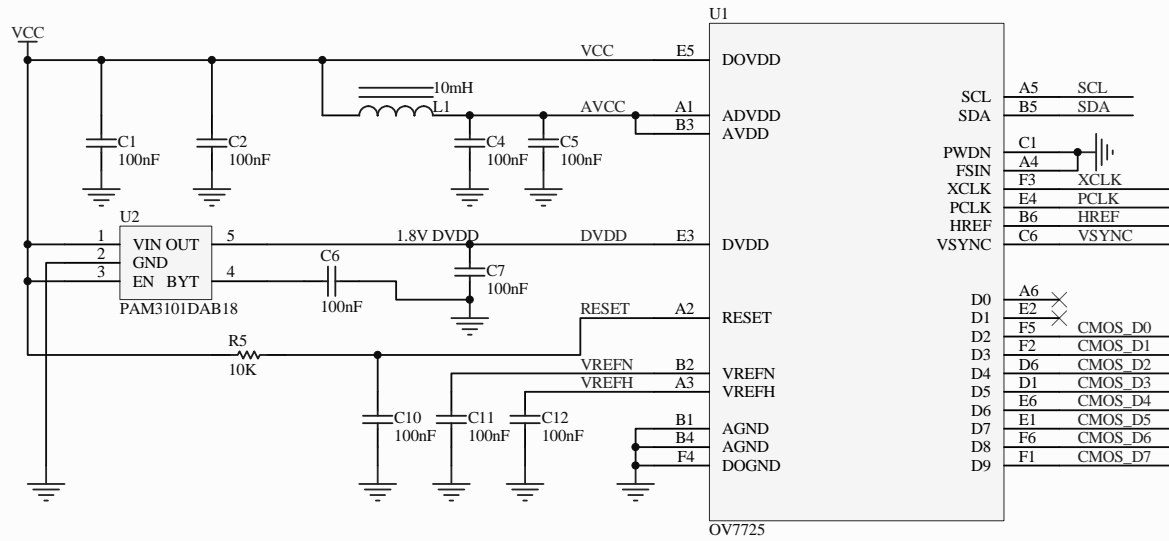 U1
VCC
VCC E5 DOVDD
10mH
L1
AVCC A1 ADVDD
B3 AVDD
C1
100nF
C2
100nF
C4
100nF
C5
100nF
A5 SCL
SCL
B5 SDA
SDA
C1
PWDN
A4
FSIN
F3 XCLK
XCLK
E4 PCLK
PCLK
B6 HREF
HREF
C6 VSYNC
VSYNC
U2
1 VIN OUT 5
2 GND
3 EN BYT 4
PAM3101DAB18
1.8V DVDD
DVDD E3 DVDD
C6
100nF
C7
100nF
RESET A2 RESET
R5
10K
VREFN B2 VREFN
VREFH A3 VREFH
C10
100nF
C11
100nF
C12
100nF
B1 AGND
B4 AGND
F4 DOGND
D0 A6
D1 E2
D2 F5 CMOS_D0
D3 F2 CMOS_D1
D4 D6 CMOS_D2
D5 D1 CMOS_D3
D6 E6 CMOS_D4
D7 E1 CMOS_D5
D8 F6 CMOS_D6
D9 F1 CMOS_D7
OV7725